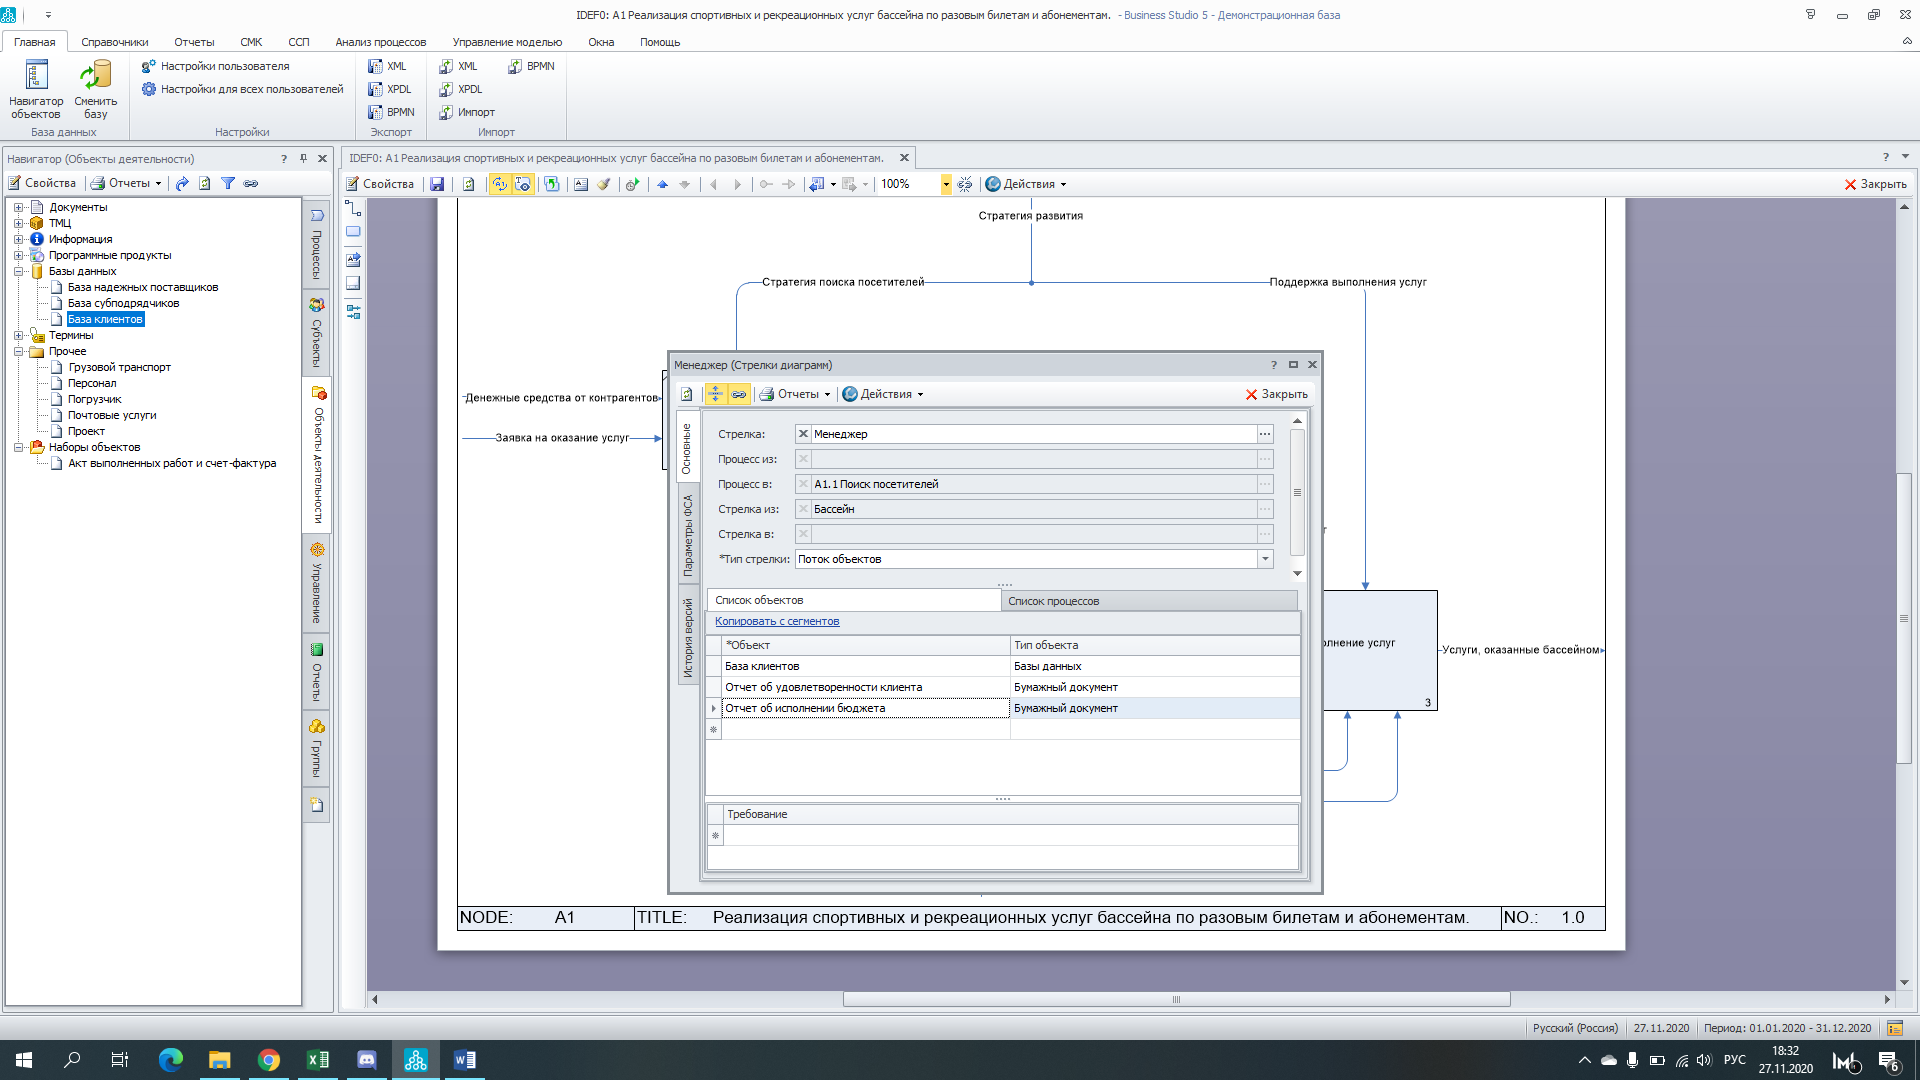 IDEF0: A1 Реализация спортивных и рекреационных услуг бассейна по разовым билетам и абонементам. - Business Studio 5 - Демонстрационная база
Главная Справочники Отчеты СМК ССП Анализ процессов Управление моделью Окна Помощь
Навигатор объектов
Сменить базу
База данных
Настройки пользователя
Настройки для всех пользователей
Настройки
XML
XPDL
BPMN
Экспорт
XML
XPDL
Импорт
BPMN
Импорт
Навигатор (Объекты деятельности)
Свойства Отчеты
Документы
ТМЦ
Информация
Программные продукты
Базы данных
База надежных поставщиков
База субподрядчиков
База клиентов
Термины
Прочее
Грузовой транспорт
Персонал
Погрузчик
Почтовые услуги
Проект
Наборы объектов
Акт выполненных работ и счет-фактура
Процессы
Субъекты
Объекты деятельности
Управление
Отчеты
Группы
IDEF0: A1 Реализация спортивных и рекреационных услуг бассейна по разовым билетам и абонементам.
Свойства 100% Действия Закрыть
Стратегия развития
Стратегия поиска посетителей
Поддержка выполнения услуг
Денежные средства от контрагентов
Заявка на оказание услуг
олнение услуг
3
Услуги, оказанные бассейном
Менеджер (Стрелки диаграмм)
Отчеты Действия Закрыть
Основные
Параметры ФСА
История версий
Стрелка: Менеджер
Процесс из:
Процесс в: A1.1 Поиск посетителей
Стрелка из: Бассейн
Стрелка в:
*Тип стрелки: Поток объектов
Список объектов Список процессов
Копировать с сегментов
*Объект Тип объекта
База клиентов Базы данных
Отчет об удовлетворенности клиента Бумажный документ
Отчет об исполнении бюджета Бумажный документ
Требование
NODE: A1 TITLE: Реализация спортивных и рекреационных услуг бассейна по разовым билетам и абонементам. NO.: 1.0
Русский (Россия) 27.11.2020 Период: 01.01.2020 - 31.12.2020
РУС
18:32
27.11.2020
6